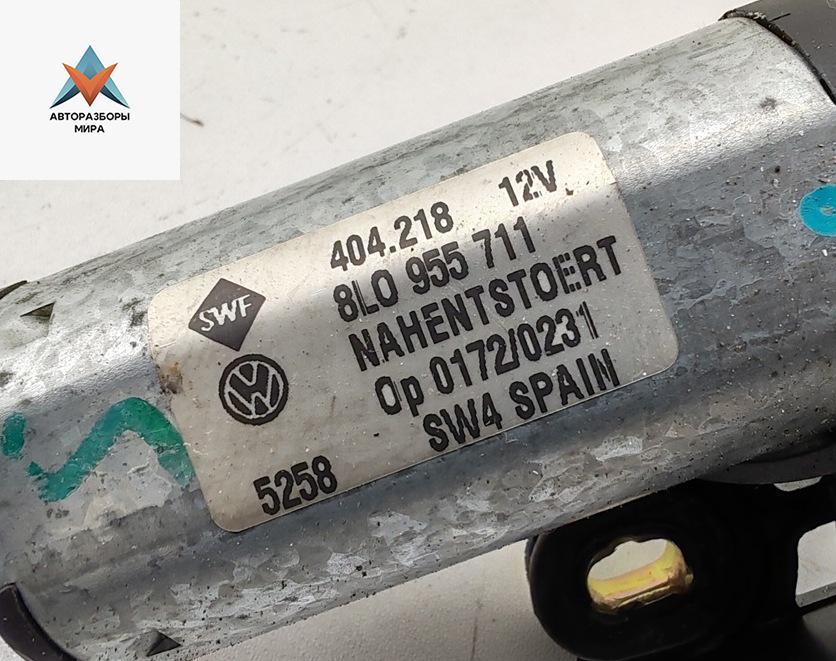 АВТОРАЗБОРЫ
МИРА
404.218 12V
8L0 955 711
NAHENTSTOERT
Op 0172/0231
SW4 SPAIN
SWF
5258